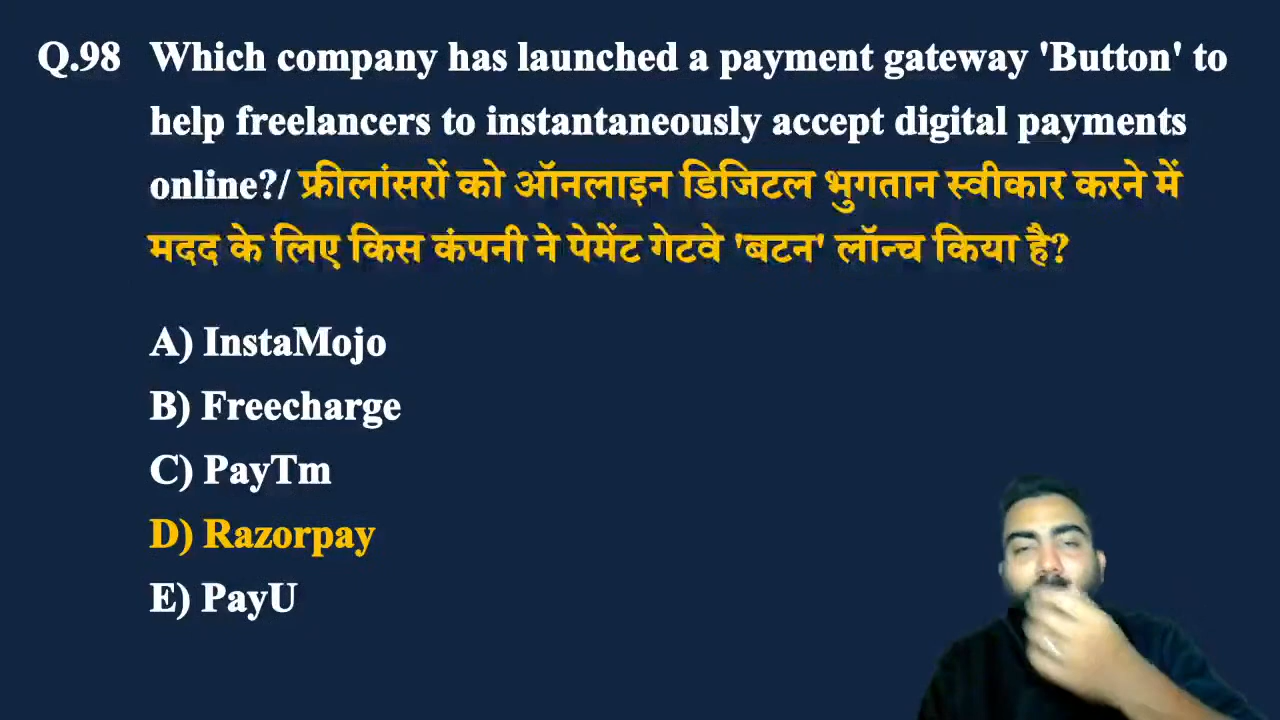 Q.98 Which company has launched a payment gateway 'Button' to
help freelancers to instantaneously accept digital payments
online?/ फ्रीलांसरों को ऑनलाइन डिजिटल भुगतान स्वीकार करने में
मदद के लिए किस कंपनी ने पेमेंट गेटवे 'बटन' लॉन्च किया है?
A) InstaMojo
B) Freecharge
C) PayTm
D) Razorpay
E) PayU